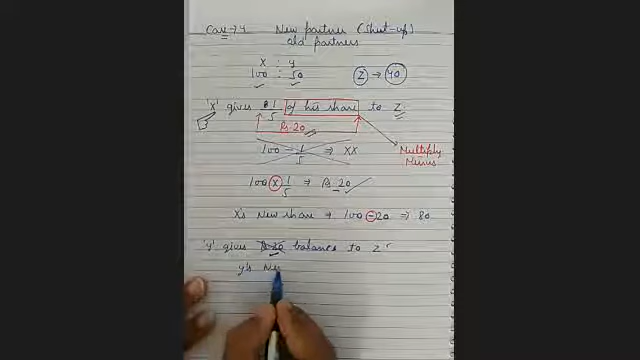 Case → 4 New partner (Shut-up)
old partners
X : Y
100 : 50 Z → 40
'X' gives 1/5 of his share to Z
Rs 20
100 - 1/5 ⇒ XX
Multiply
Minus
100 × 1/5 ⇒ Rs 20
X's New share → 100 - 20 ⇒ 80
'Y' gives balance to Z
Y's Ne